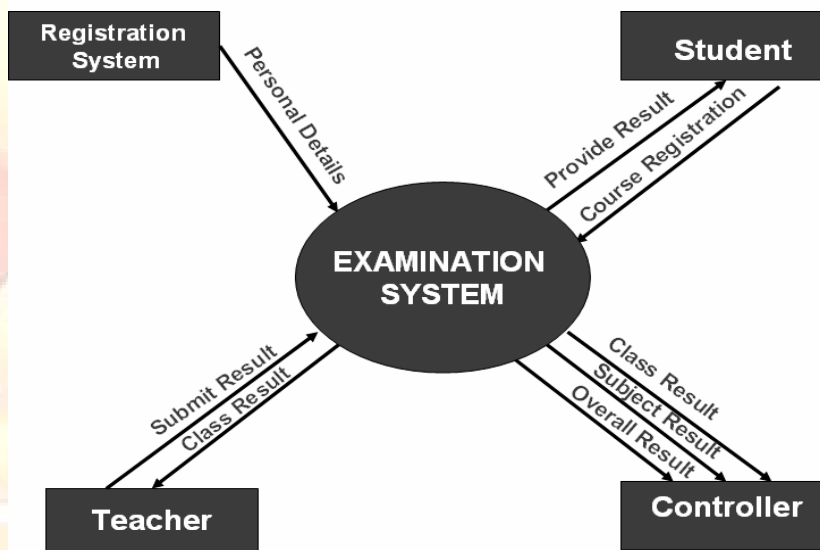 Registration
System
Student
Personal Details
Provide Result
Course Registration
EXAMINATION
SYSTEM
Submit Result
Class Result
Class Result
Subject Result
Overall Result
Teacher
Controller